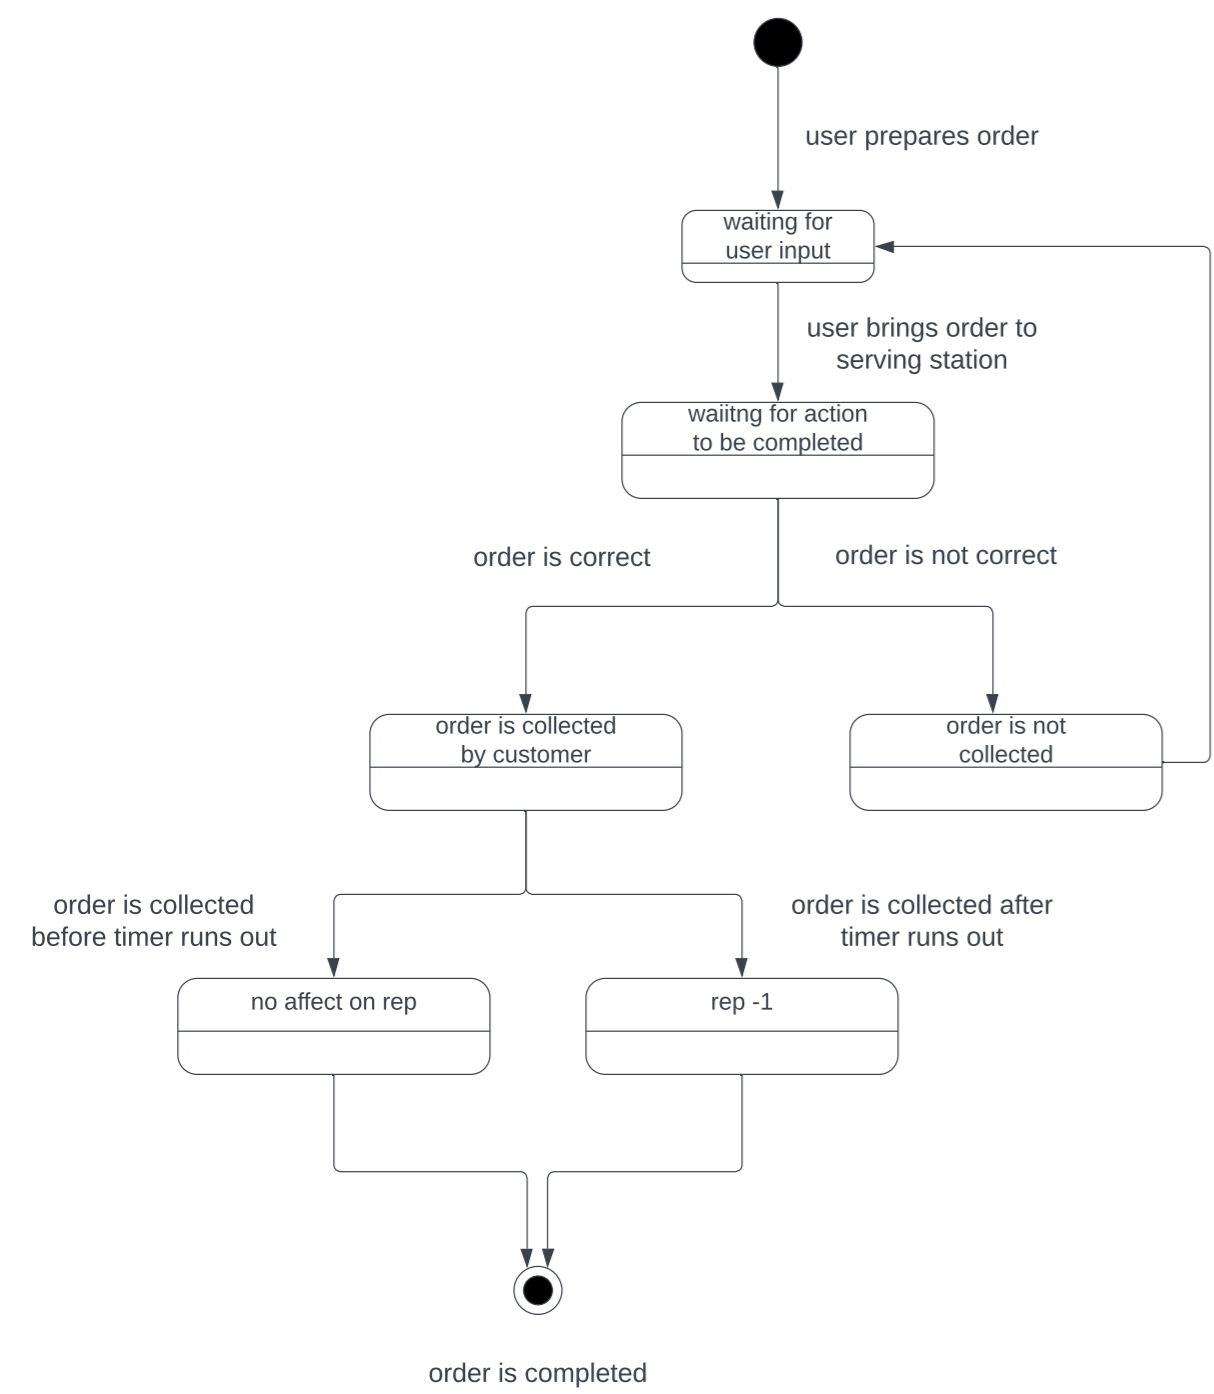 user prepares order
waiting for
user input
user brings order to
serving station
waiitng for action
to be completed
order is correct
order is not correct
order is collected
by customer
order is not
collected
order is collected
before timer runs out
order is collected after
timer runs out
no affect on rep
rep -1
order is completed